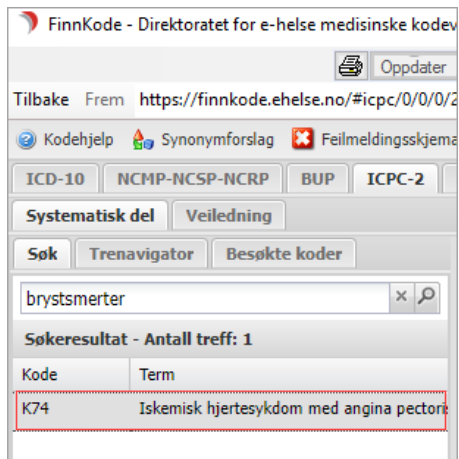 FinnKode - Direktoratet for e-helse medisinske kodev
Oppdater
Tilbake Frem https://finnkode.ehelse.no/#icpc/0/0/0/2
Kodehjelp Synonymforslag Feilmeldingsskjema
ICD-10 NCMP-NCSP-NCRP BUP ICPC-2
Systematisk del Veiledning
Søk Trenavigator Besøkte koder
brystsmerter
Søkeresultat - Antall treff: 1
Kode Term
K74 Iskemisk hjertesykdom med angina pectoris